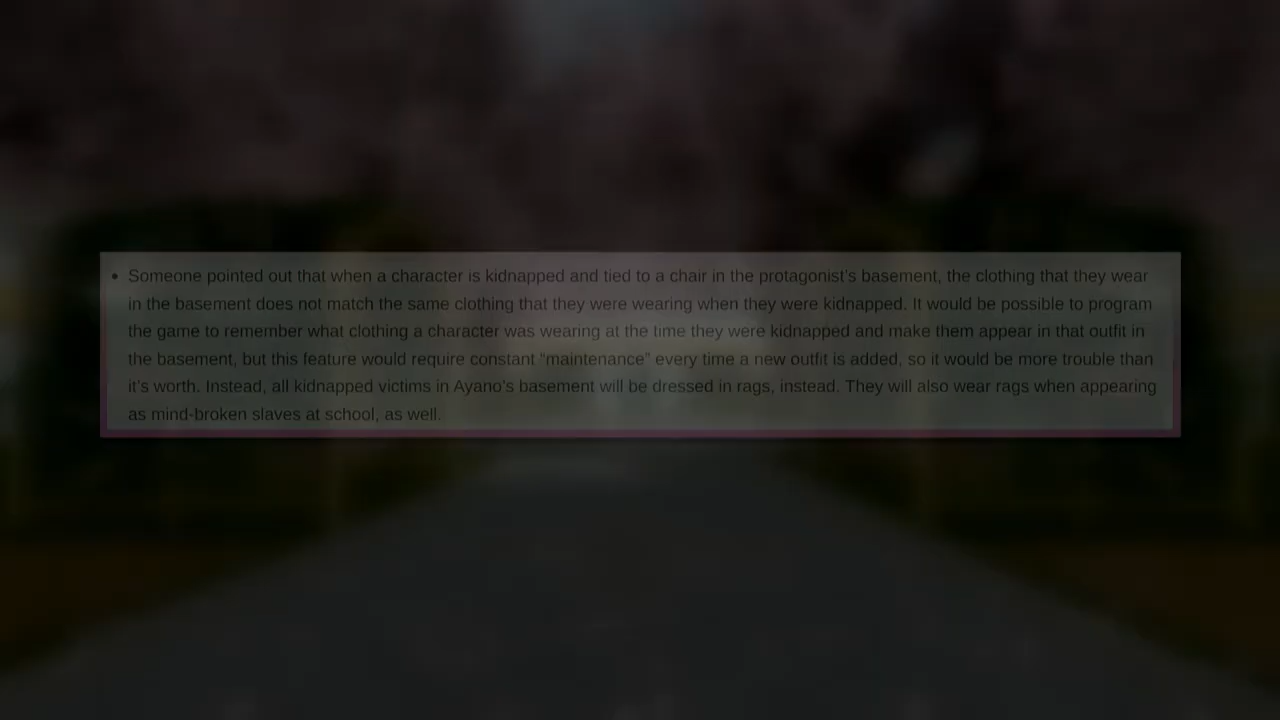 • Someone pointed out that when a character is kidnapped and tied to a chair in the protagonist's basement, the clothing that they wear
in the basement does not match the same clothing that they were wearing when they were kidnapped. It would be possible to program
the game to remember what clothing a character was wearing at the time they were kidnapped and make them appear in that outfit in
the basement, but this feature would require constant “maintenance” every time a new outfit is added, so it would be more trouble than
it's worth. Instead, all kidnapped victims in Ayano's basement will be dressed in rags, instead. They will also wear rags when appearing
as mind-broken slaves at school, as well.